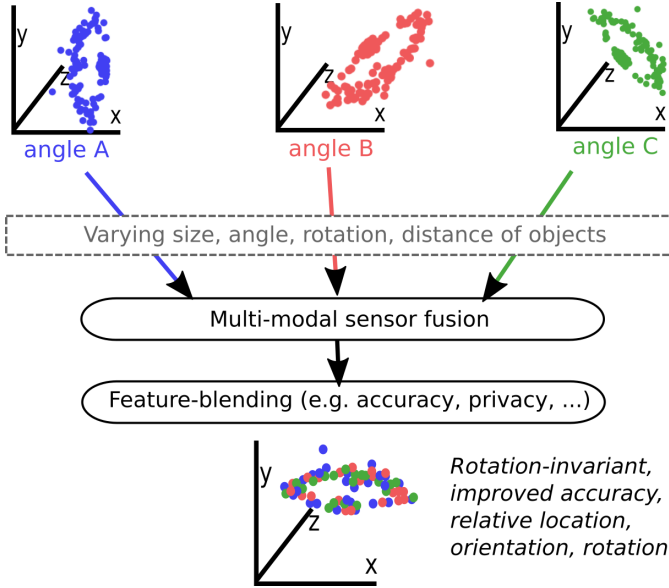 y
z
x
angle A
y
z
x
angle B
y
z
x
angle C
Varying size, angle, rotation, distance of objects
Multi-modal sensor fusion
Feature-blending (e.g. accuracy, privacy, ...)
y
z
x
Rotation-invariant,
improved accuracy,
relative location,
orientation, rotation